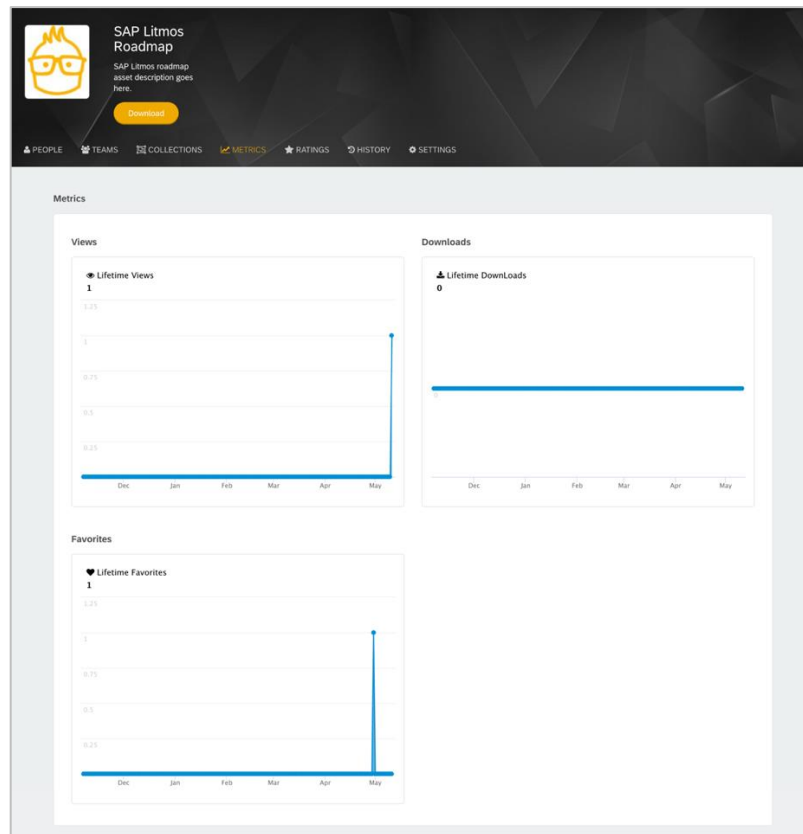 SAP Litmos
Roadmap
SAP Litmos roadmap
asset description goes
here.
Download
PEOPLE TEAMS COLLECTIONS METRICS RATINGS HISTORY SETTINGS
Metrics
Views
Lifetime Views
1
1.25
1
0.75
0.5
0.25
Dec Jan Feb Mar Apr May
Downloads
Lifetime DownLoads
0
0
Dec Jan Feb Mar Apr May
Favorites
Lifetime Favorites
1
1.25
1
0.75
0.5
0.25
Dec Jan Feb Mar Apr May